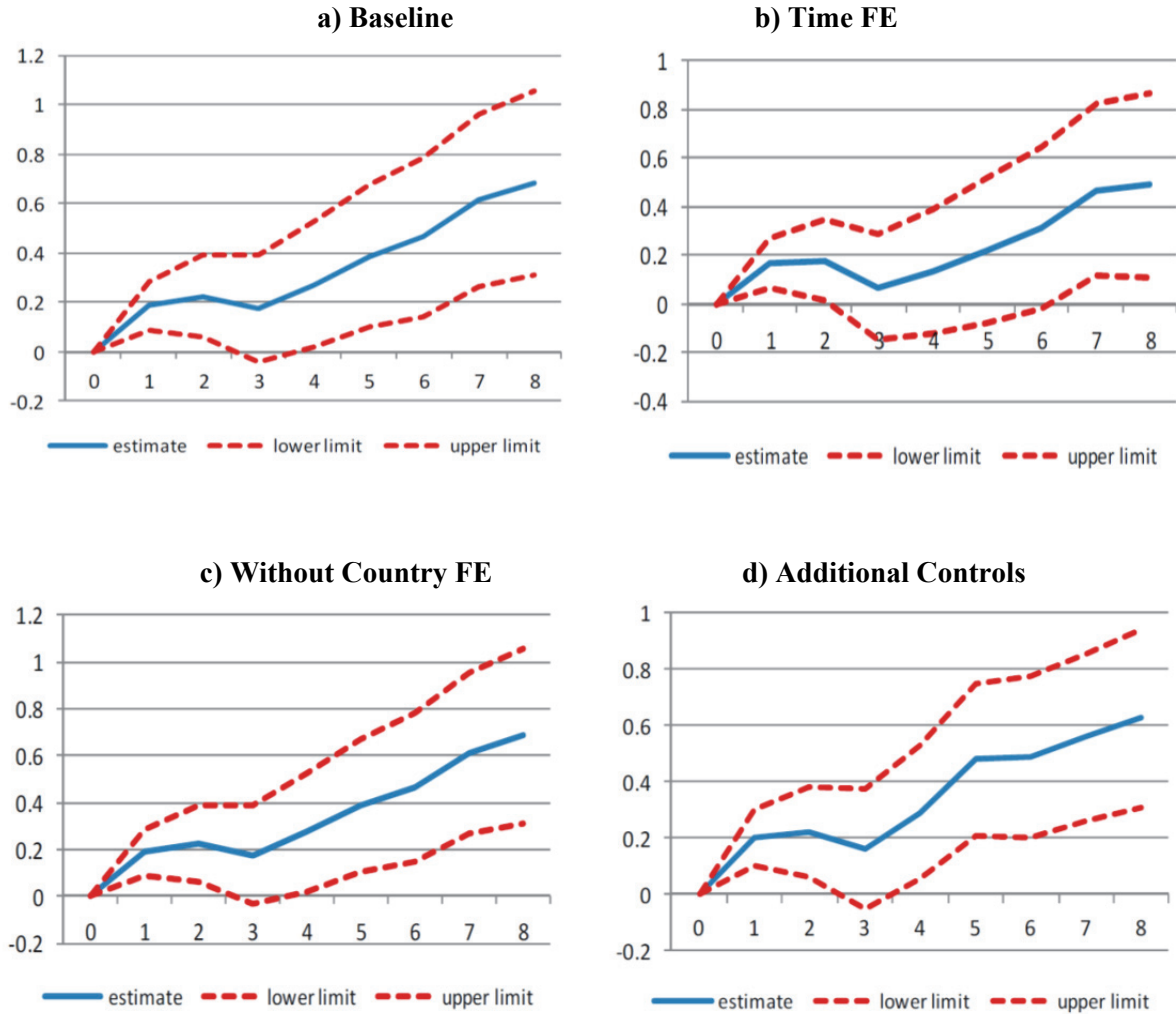 a) Baseline
1.2
1
0.8
0.6
0.4
0.2
0
-0.2
0 1 2 3 4 5 6 7 8
estimate lower limit upper limit
b) Time FE
1
0.8
0.6
0.4
0.2
0
-0.2
-0.4
0 1 2 3 4 5 6 7 8
estimate lower limit upper limit
c) Without Country FE
1.2
1
0.8
0.6
0.4
0.2
0
-0.2
0 1 2 3 4 5 6 7 8
estimate lower limit upper limit
d) Additional Controls
1
0.8
0.6
0.4
0.2
0
-0.2
0 1 2 3 4 5 6 7 8
estimate lower limit upper limit